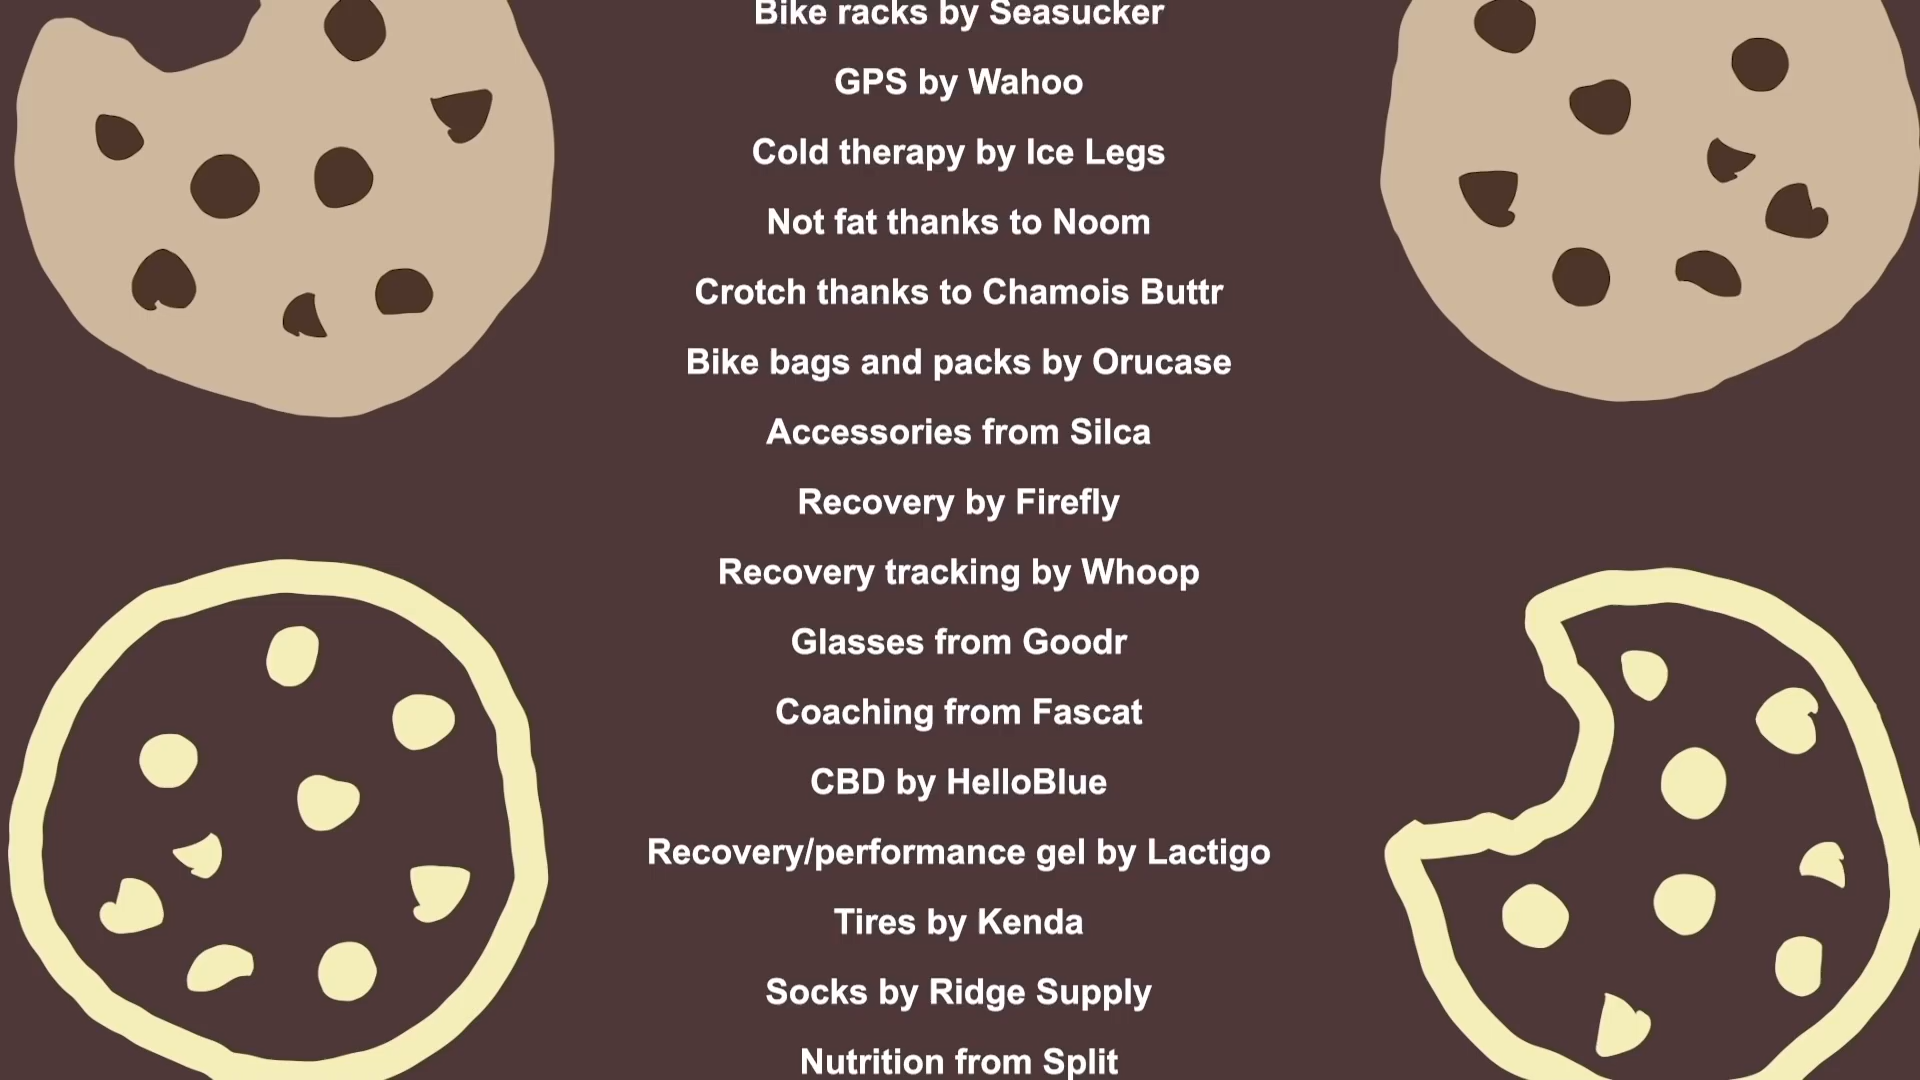 Bike racks by Seasucker
GPS by Wahoo
Cold therapy by Ice Legs
Not fat thanks to Noom
Crotch thanks to Chamois Buttr
Bike bags and packs by Orucase
Accessories from Silca
Recovery by Firefly
Recovery tracking by Whoop
Glasses from Goodr
Coaching from Fascat
CBD by HelloBlue
Recovery/performance gel by Lactigo
Tires by Kenda
Socks by Ridge Supply
Nutrition from Split